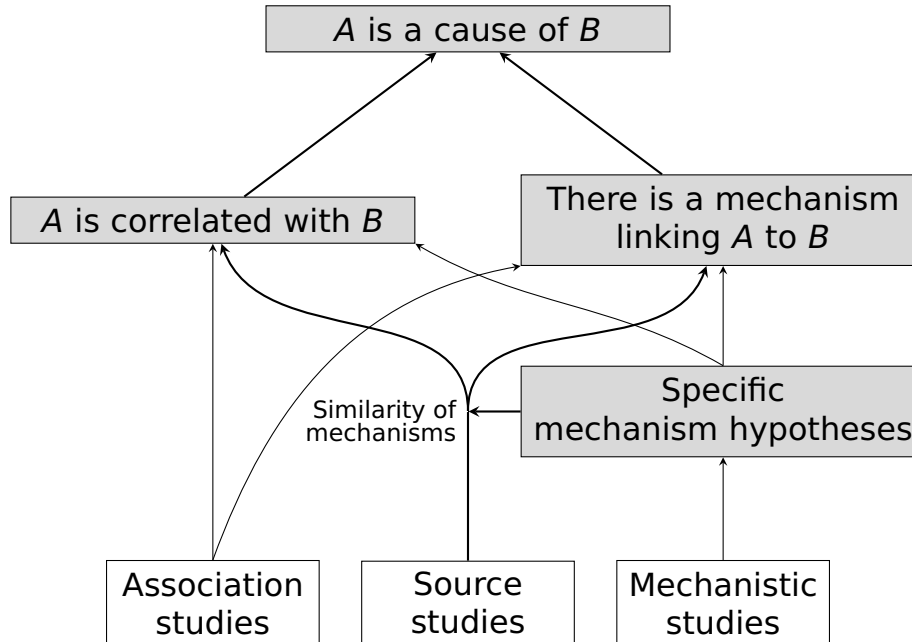 A is a cause of B
There is a mechanism
linking A to B
A is correlated with B
Specific
mechanism hypotheses
Similarity of
mechanisms
Association
studies
Source
studies
Mechanistic
studies